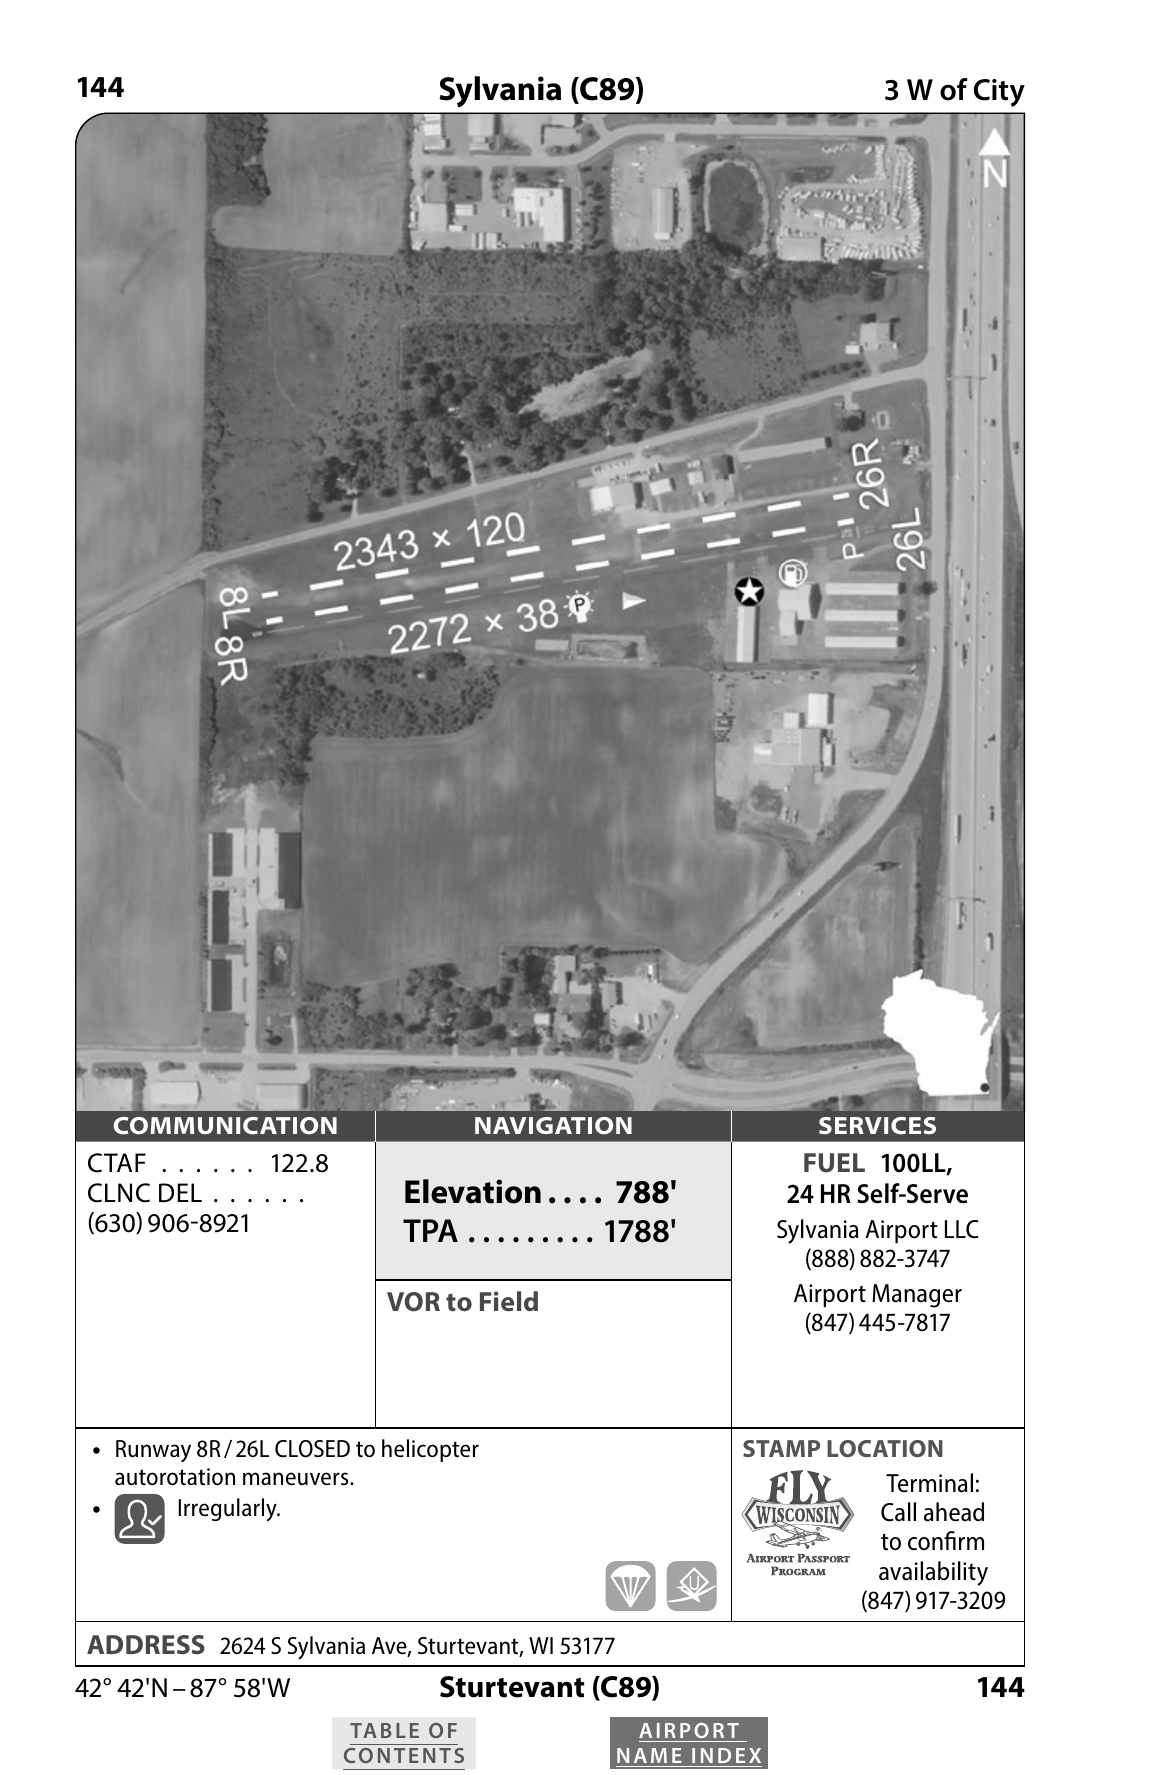 144 Sylvania (C89) 3 W of City
N
2343 × 120
26R
P 26L
8L 8R
2272 × 38 P
COMMUNICATION
CTAF . . . . . . 122.8
CLNC DEL . . . . . .
(630) 906-8921
NAVIGATION
Elevation . . . . 788'
TPA . . . . . . . . . 1788'
VOR to Field
SERVICES
FUEL 100LL,
24 HR Self-Serve
Sylvania Airport LLC
(888) 882-3747
Airport Manager
(847) 445-7817
• Runway 8R / 26L CLOSED to helicopter
autorotation maneuvers.
• Irregularly.
U
STAMP LOCATION
FLY
WISCONSIN
AIRPORT PASSPORT
PROGRAM
Terminal:
Call ahead
to confirm
availability
(847) 917-3209
ADDRESS 2624 S Sylvania Ave, Sturtevant, WI 53177
42° 42'N – 87° 58'W Sturtevant (C89) 144
TABLE OF
CONTENTS
AIRPORT
NAME INDEX